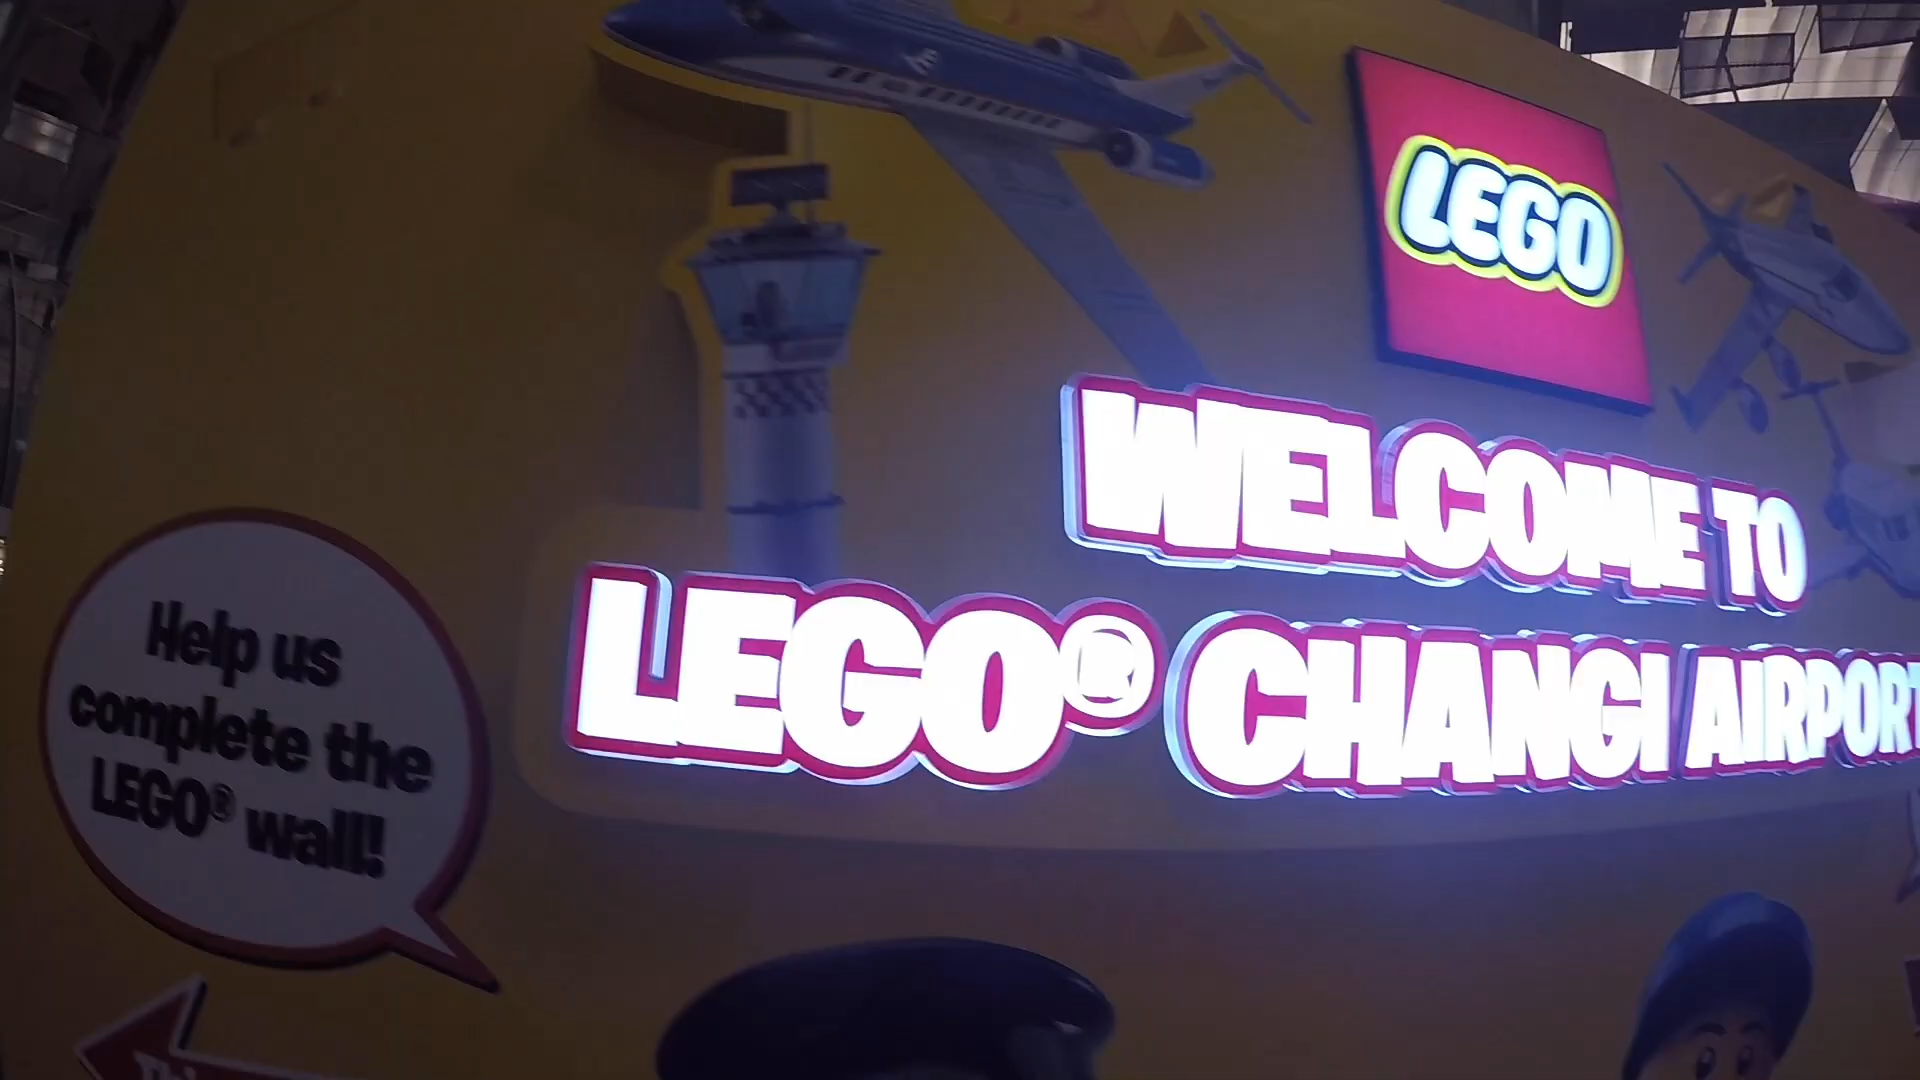 LEGO
WELCOME TO
LEGO® CHANGI AIRPORT
Help us
complete the
LEGO® wall!